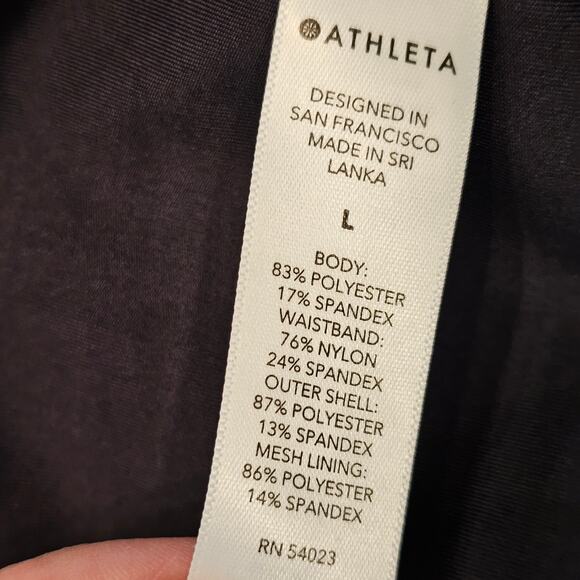 ATHLETA
DESIGNED IN
SAN FRANCISCO
MADE IN SRI
LANKA
L
BODY:
83% POLYESTER
17% SPANDEX
WAISTBAND:
76% NYLON
24% SPANDEX
OUTER SHELL:
87% POLYESTER
13% SPANDEX
MESH LINING:
86% POLYESTER
14% SPANDEX
RN 54023